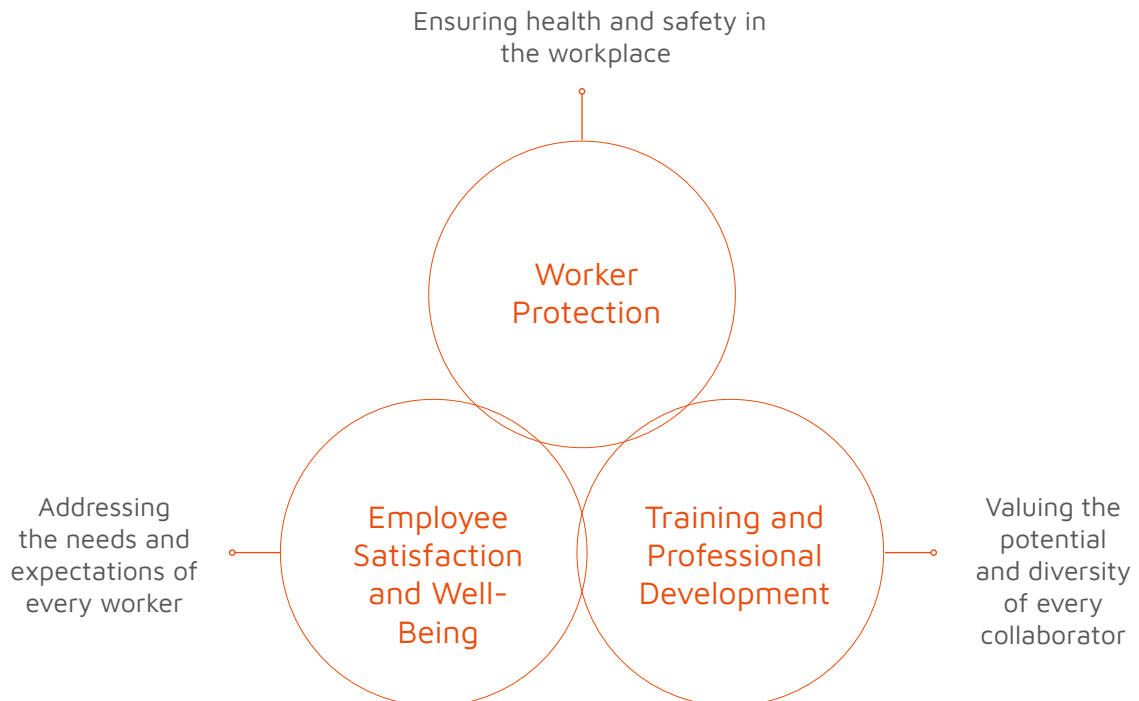 Ensuring health and safety in
the workplace
Worker
Protection
Addressing
the needs and
expectations of
every worker
Employee
Satisfaction
and Well-
Being
Training and
Professional
Development
Valuing the
potential
and diversity
of every
collaborator